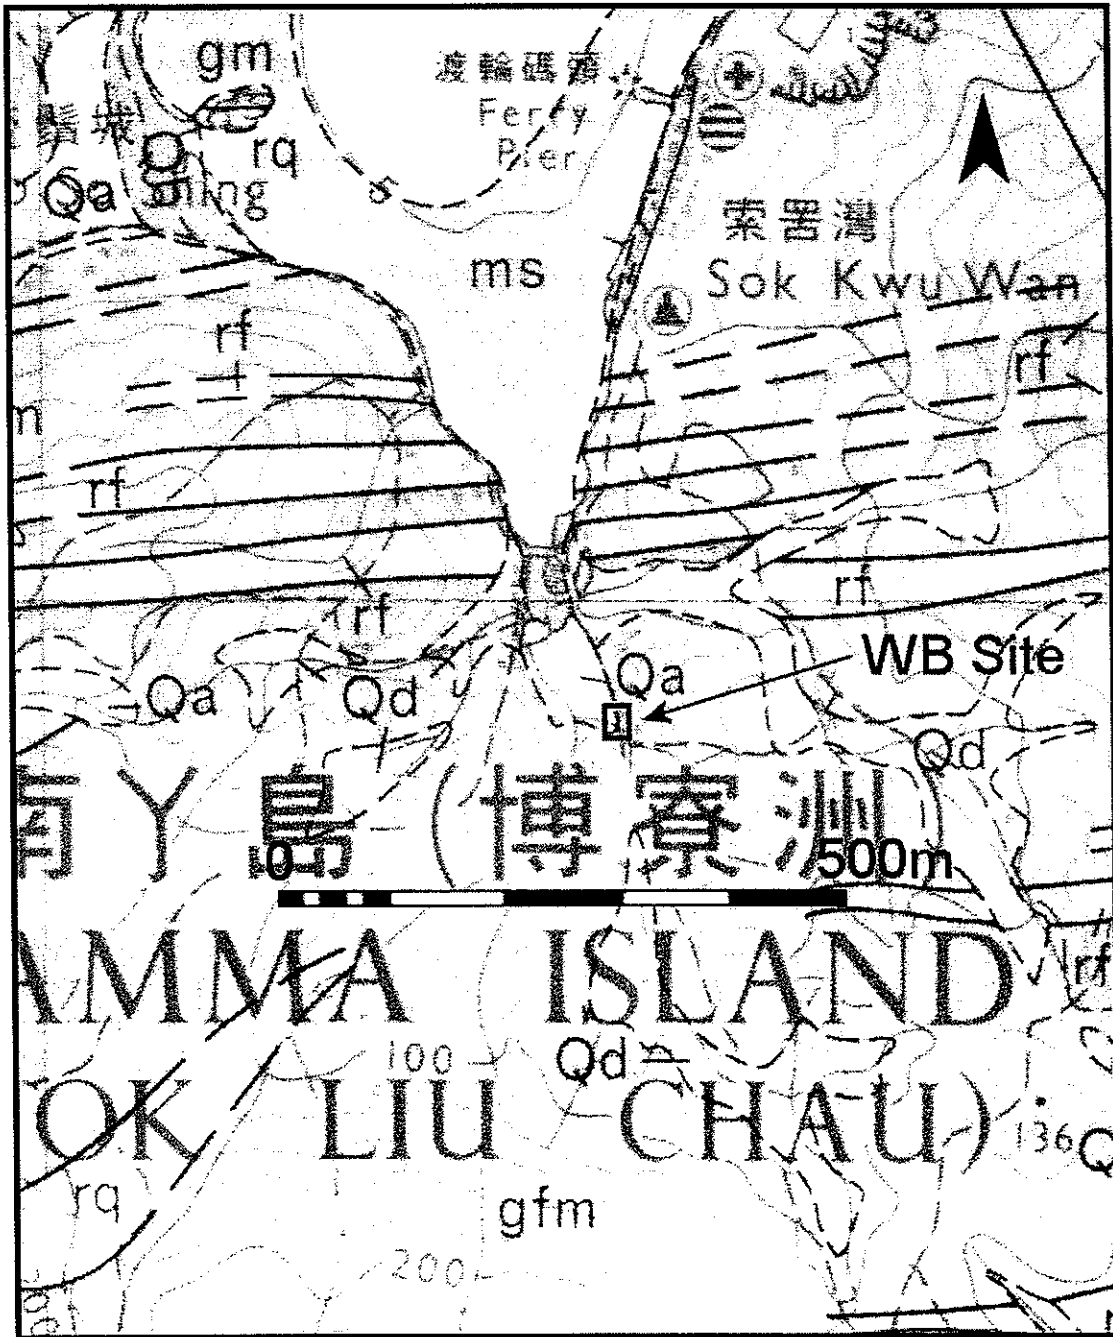 gm
渡輪碼頭
Ferry
Pier
rq
5
Qa
ms
索罟灣
Sok Kwu Wan
rf
rf
rf
rf
rf
WB Site
Qa
Qa
Qd
Qd
南丫島(博寮洲)
0
500m
AMMA ISLAND
rf
100
Qd
OK LIU CHAU)
136
Q
rq
gfm
200